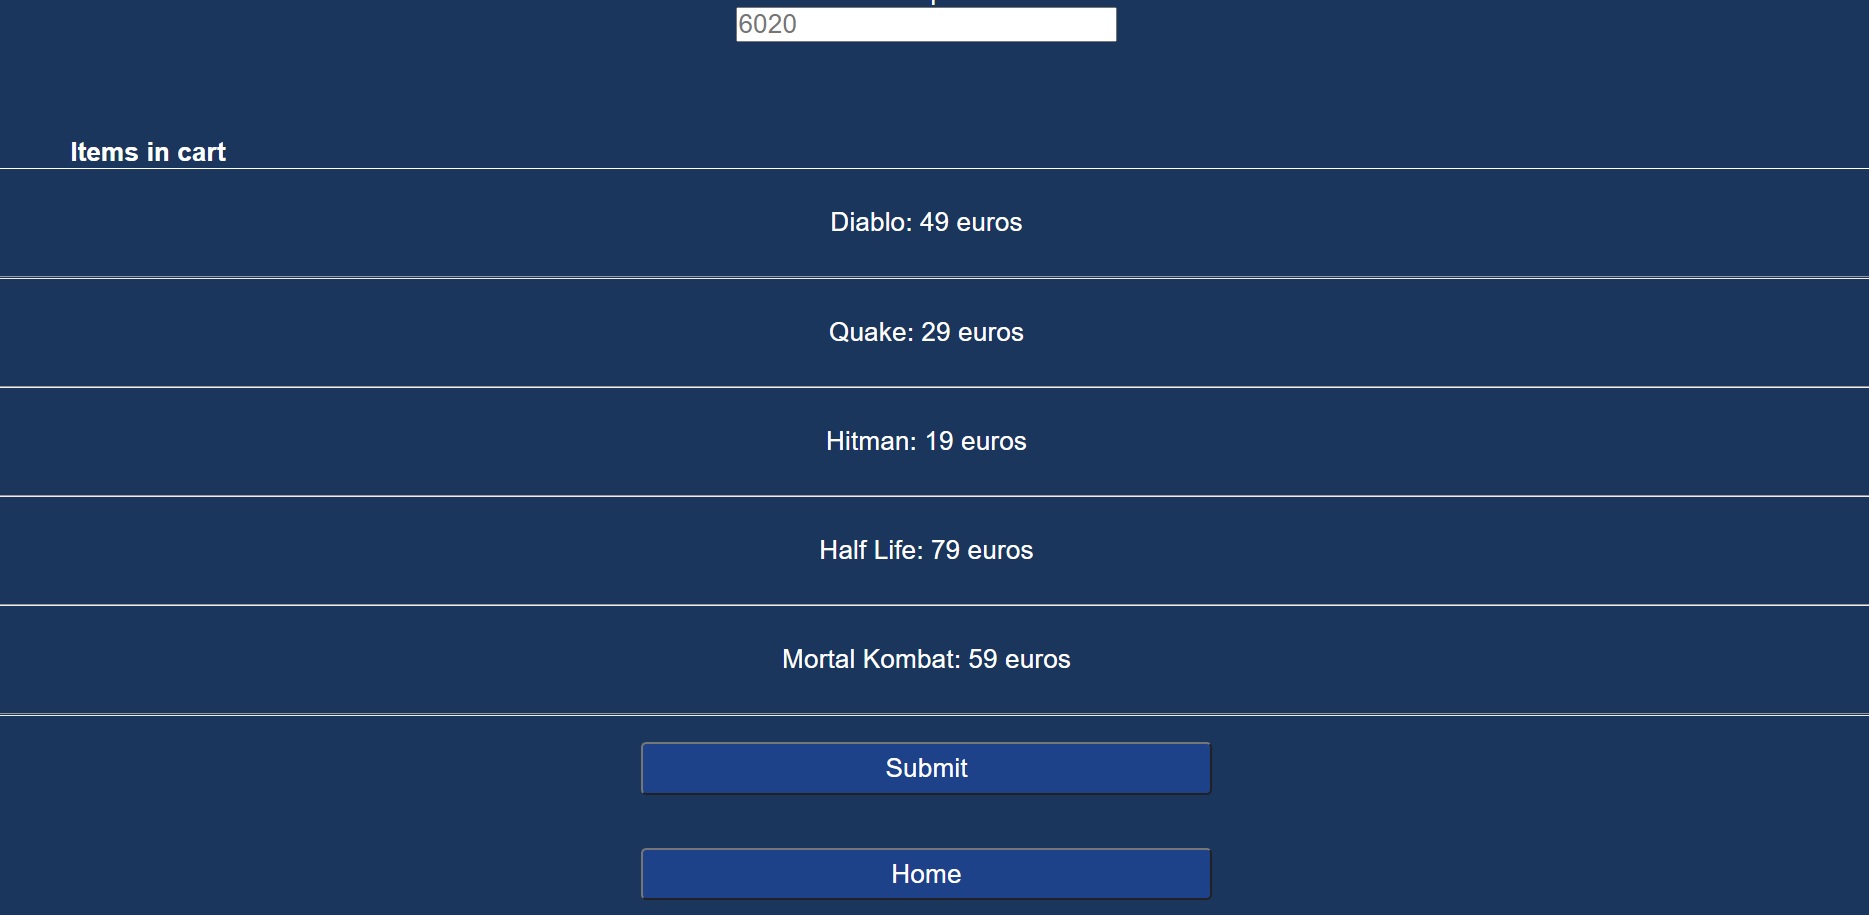 6020
Items in cart
Diablo: 49 euros
Quake: 29 euros
Hitman: 19 euros
Half Life: 79 euros
Mortal Kombat: 59 euros
Submit
Home